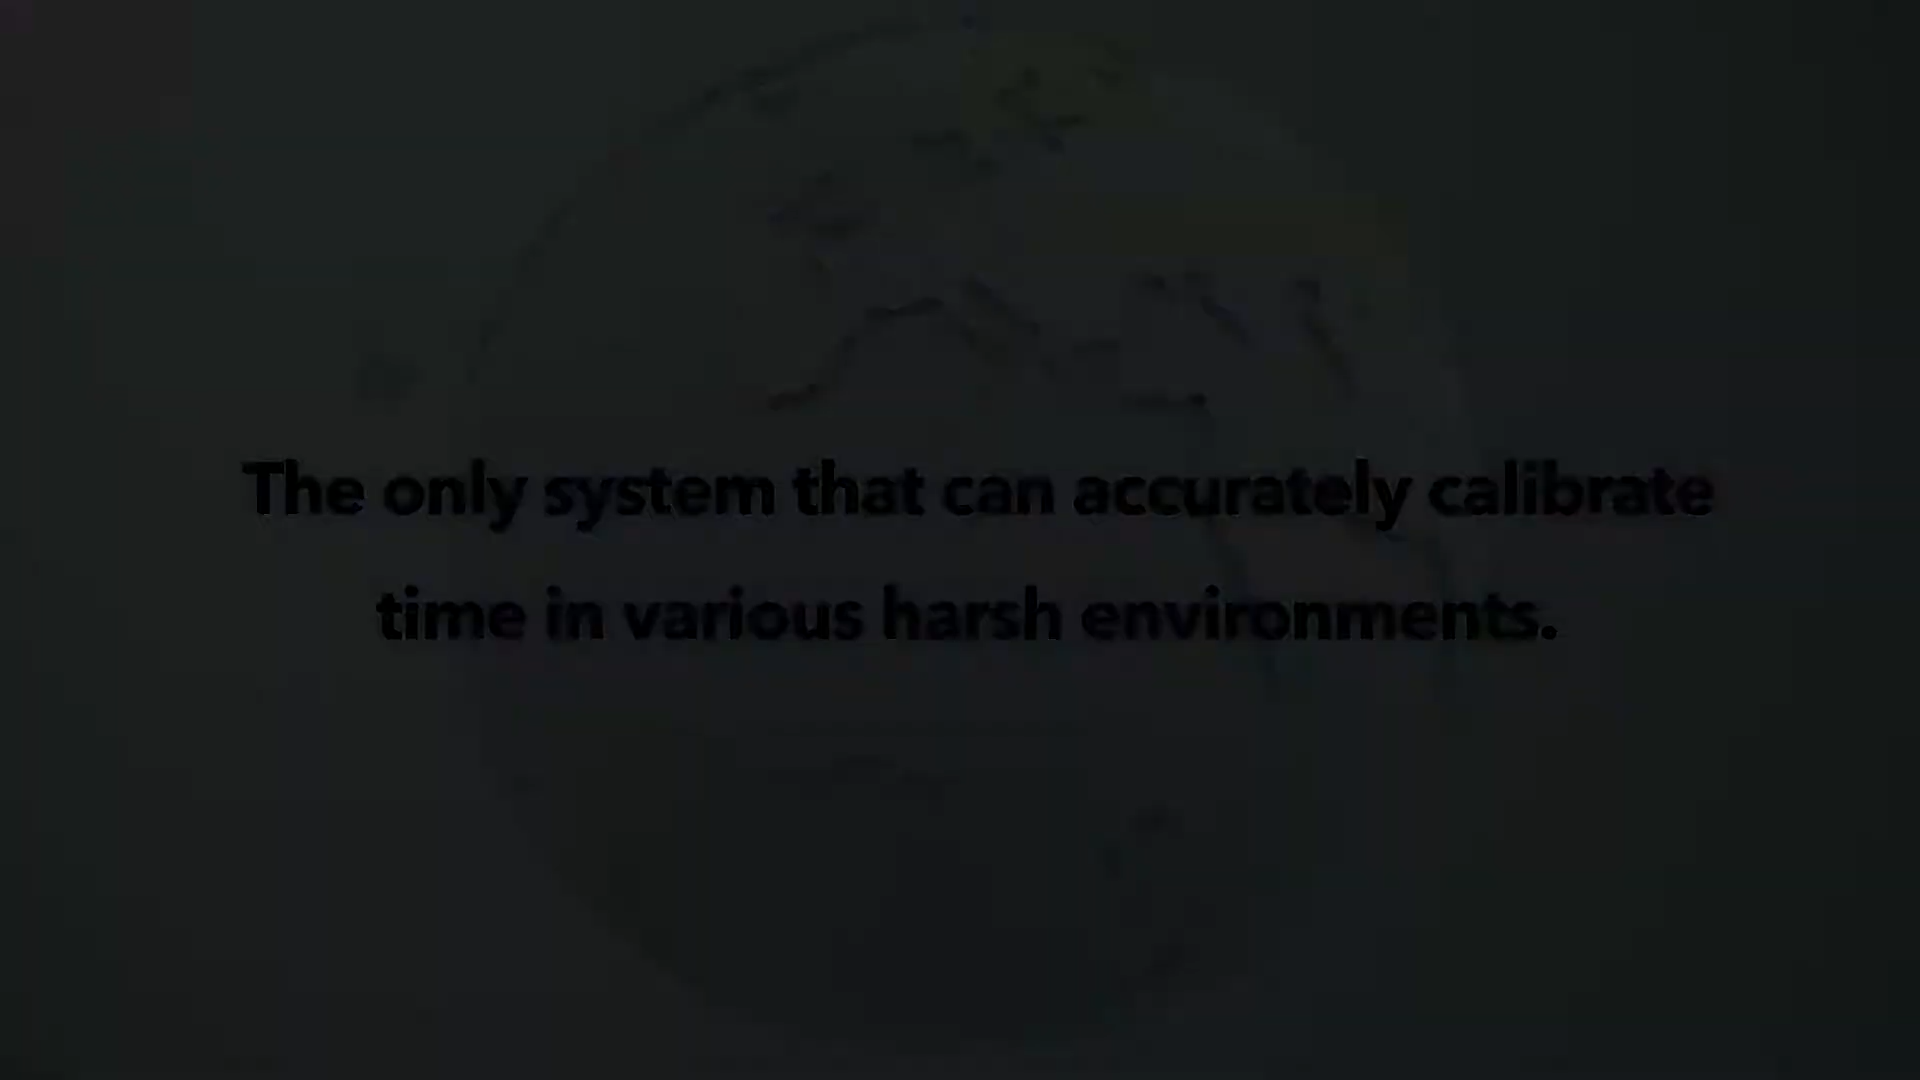 The only system that can accurately calibrate
time in various harsh environments.